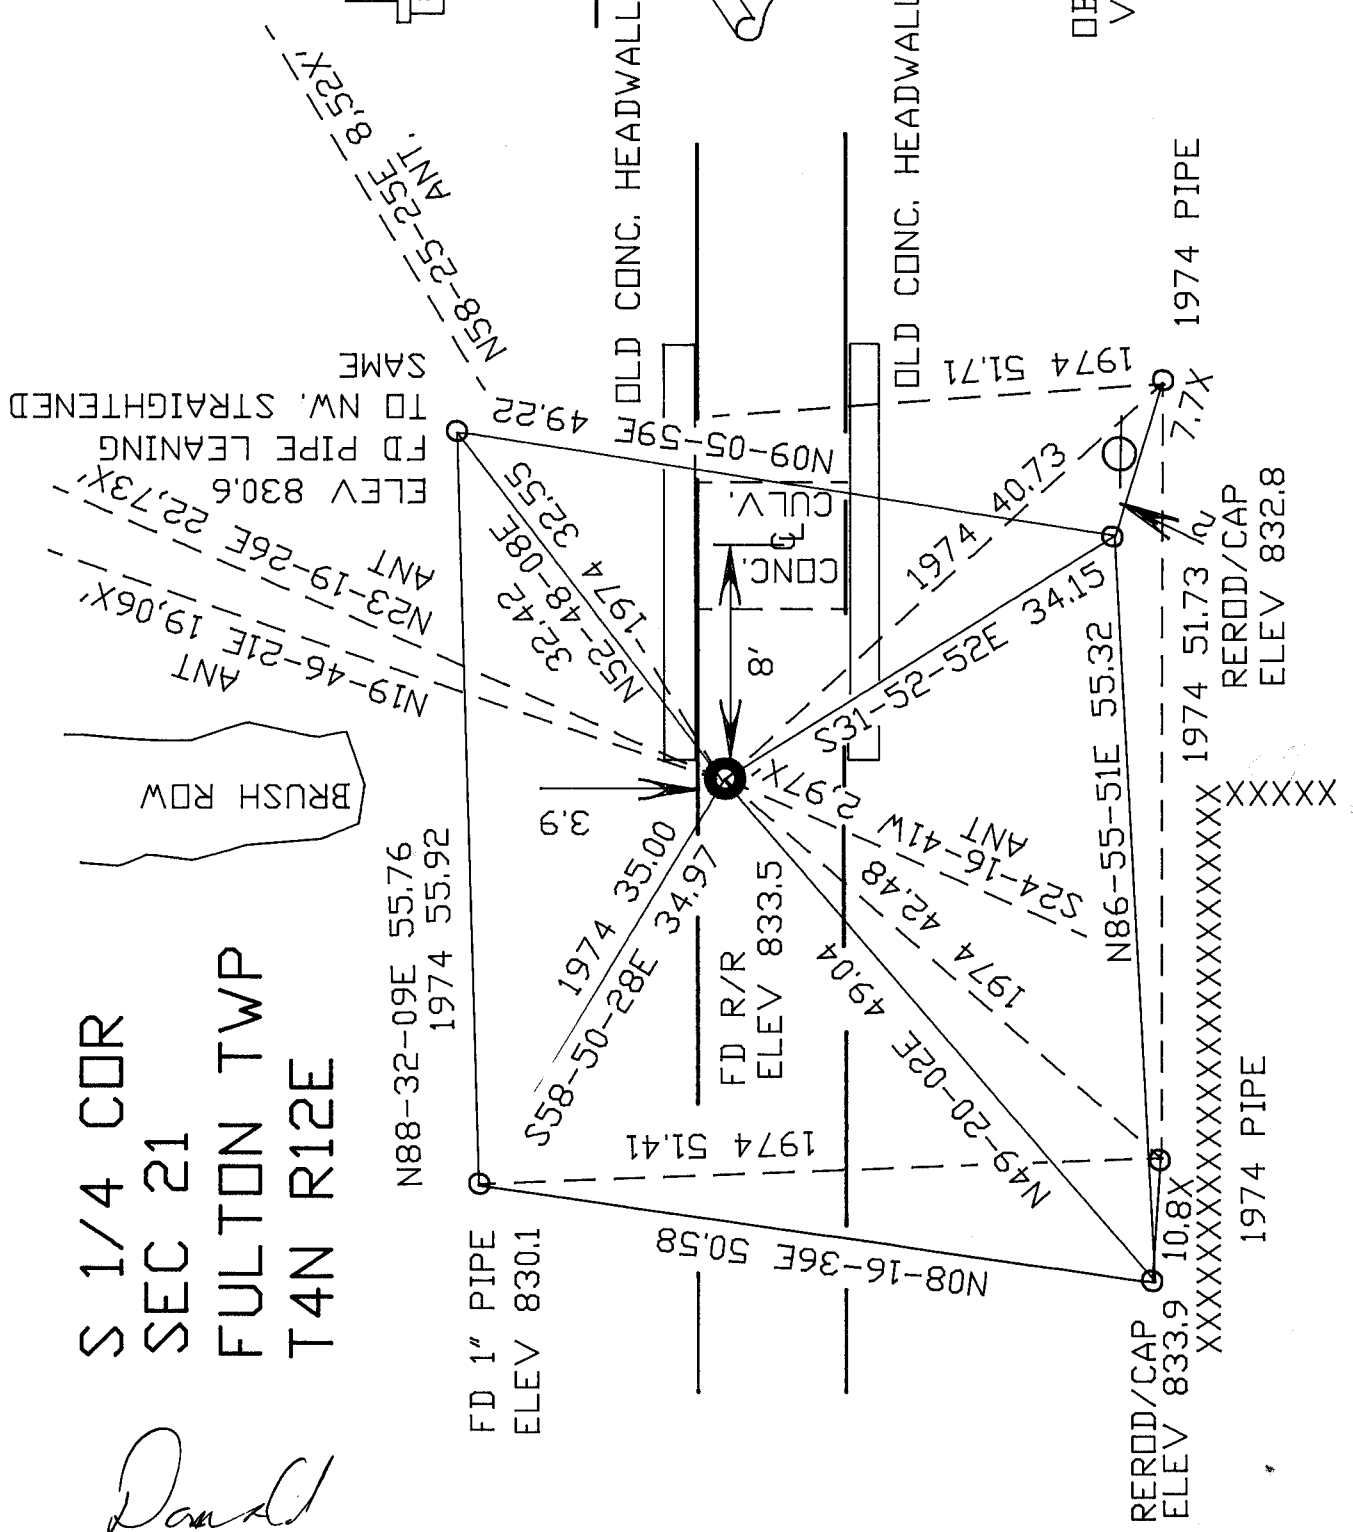 S 1/4 COR
SEC 21
FULTON TWP
T4N R12E
Donald
BRUSH ROW
N88-32-09E 55.76
1974 55.92
FD 1" PIPE
ELEV 830.1
ELEV 830.6
FD PIPE LEANING
TO NW. STRAIGHTENED
SAME
N58-25-25E 8,52X'
ANT.
N23-19-26E 22,73X'
ANT
N19-46-21E 19,06X'
ANT
32.42
N52-48-08E
1974 32.55
1974 35.00
S58-50-28E 34.97
3.9
8'
OLD CONC. HEADWALL
OLD CONC. HEADWALL
CONC.
CULV.
N09-05-59E 49.22
1974 51.71
1974 40.73
S31-52-52E 34.15
2,97X
S24-16-41W
ANT
1974 42.48
N49-20-02E 49.04
FD R/R
ELEV 833.5
1974 51.41
N08-16-36E 50.58
N86-55-51E 55.32
1974 51.73
7.7X
1974 PIPE
REROD/CAP
ELEV 832.8
10.8X
1974 PIPE
REROD/CAP
ELEV 833.9
XXXXXXXXXXXXXXXXXXXXXXXXXXXXXXX
XXXXX